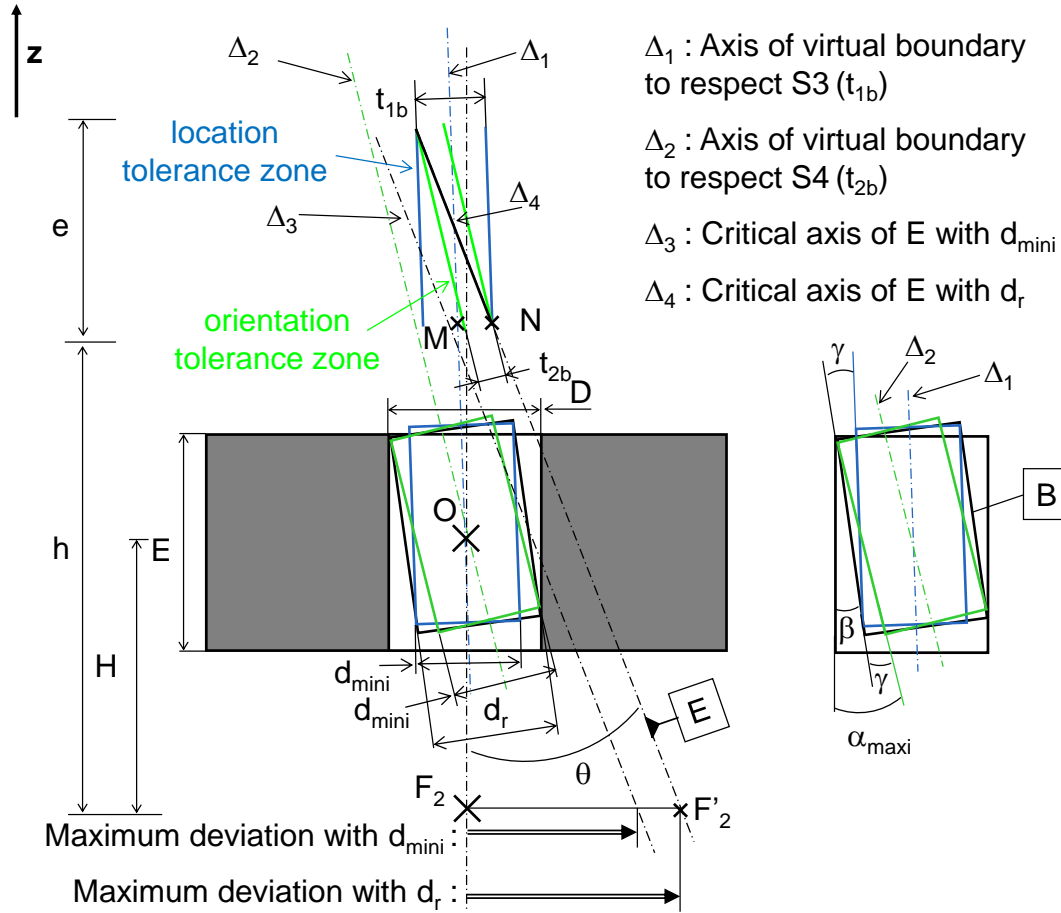 z
Δ₂
Δ₁
t₁b
location
tolerance zone
Δ₃
Δ₄
e
orientation
tolerance zone
M
N
t₂b
D
Δ₁ : Axis of virtual boundary
to respect S3 (t₁b)
Δ₂ : Axis of virtual boundary
to respect S4 (t₂b)
Δ₃ : Critical axis of E with dmini
Δ₄ : Critical axis of E with dr
γ
Δ₂
Δ₁
B
β
γ
αmaxi
O
h
E
H
dmini
dmini
dr
E
θ
F₂
F'₂
Maximum deviation with dmini :
Maximum deviation with dr :